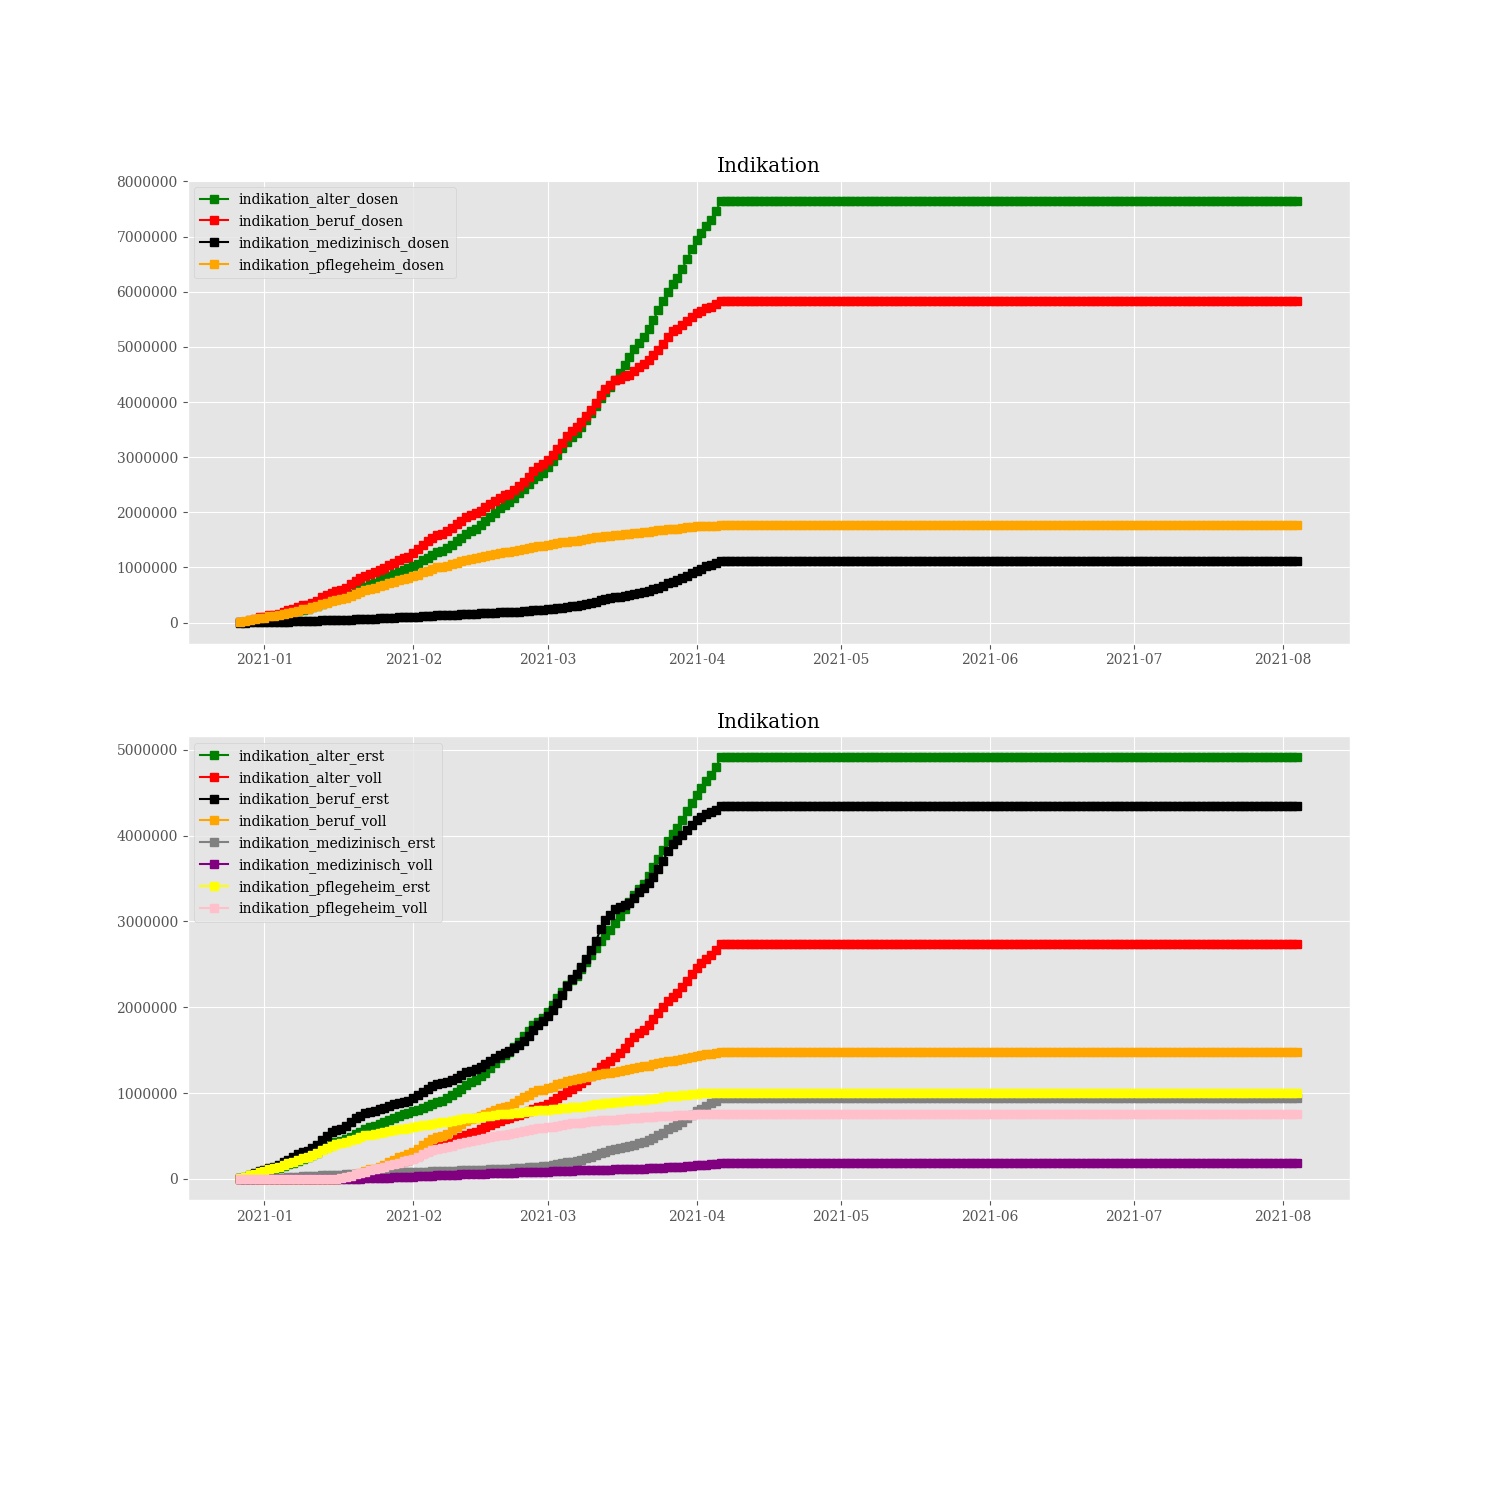 Indikation
8000000
7000000
6000000
5000000
4000000
3000000
2000000
1000000
0
indikation_alter_dosen
indikation_beruf_dosen
indikation_medizinisch_dosen
indikation_pflegeheim_dosen
2021-01 2021-02 2021-03 2021-04 2021-05 2021-06 2021-07 2021-08
Indikation
5000000
4000000
3000000
2000000
1000000
0
indikation_alter_erst
indikation_alter_voll
indikation_beruf_erst
indikation_beruf_voll
indikation_medizinisch_erst
indikation_medizinisch_voll
indikation_pflegeheim_erst
indikation_pflegeheim_voll
2021-01 2021-02 2021-03 2021-04 2021-05 2021-06 2021-07 2021-08